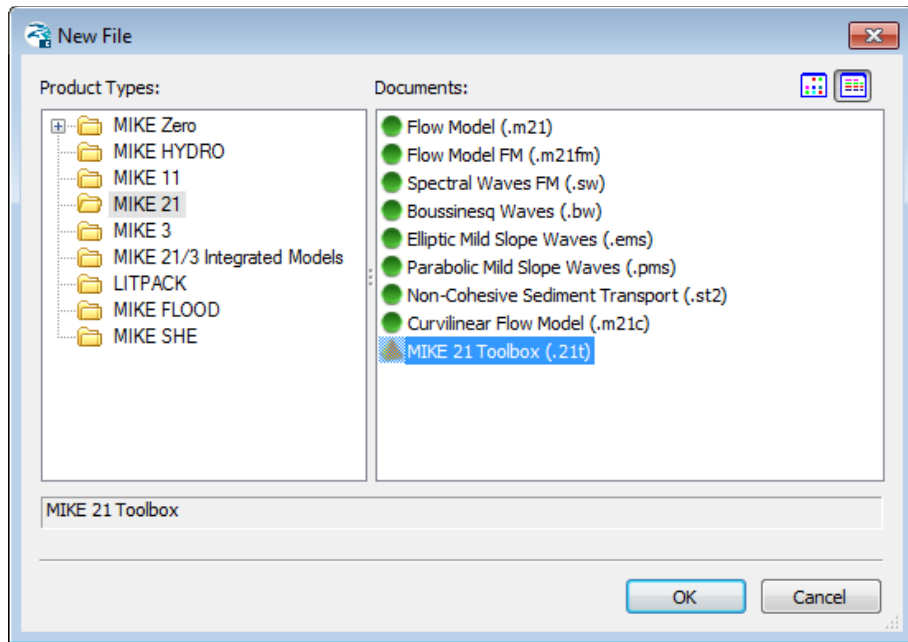 New File
Product Types:
Documents:
MIKE Zero
MIKE HYDRO
MIKE 11
MIKE 21
MIKE 3
MIKE 21/3 Integrated Models
LITPACK
MIKE FLOOD
MIKE SHE
Flow Model (.m21)
Flow Model FM (.m21fm)
Spectral Waves FM (.sw)
Boussinesq Waves (.bw)
Elliptic Mild Slope Waves (.ems)
Parabolic Mild Slope Waves (.pms)
Non-Cohesive Sediment Transport (.st2)
Curvilinear Flow Model (.m21c)
MIKE 21 Toolbox (.21t)
MIKE 21 Toolbox
OK
Cancel